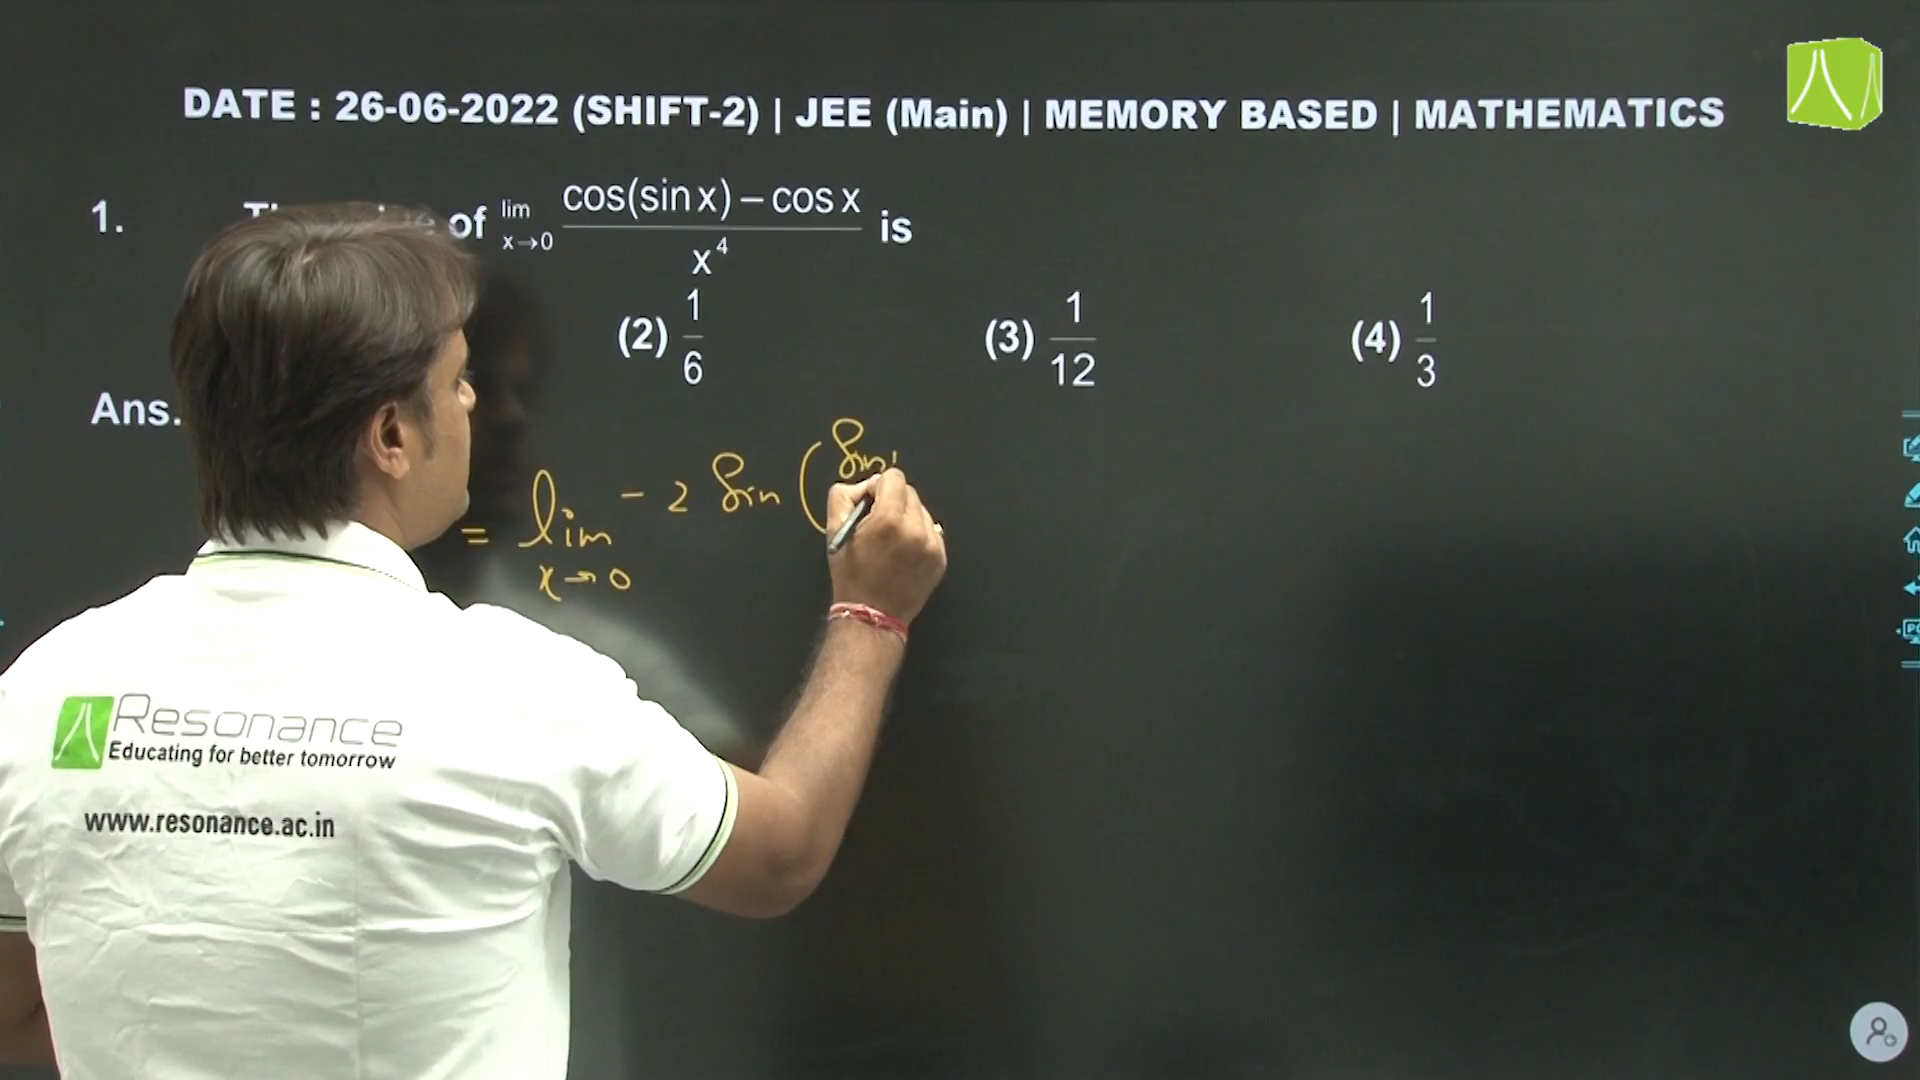 DATE : 26-06-2022 (SHIFT-2) | JEE (Main) | MEMORY BASED | MATHEMATICS
1. of lim x→0 cos(sin x) – cos x / x^4 is
(2) 1/6 (3) 1/12 (4) 1/3
Ans.
= lim x→0 - 2 Sin ( Sin
Resonance
Educating for better tomorrow
www.resonance.ac.in